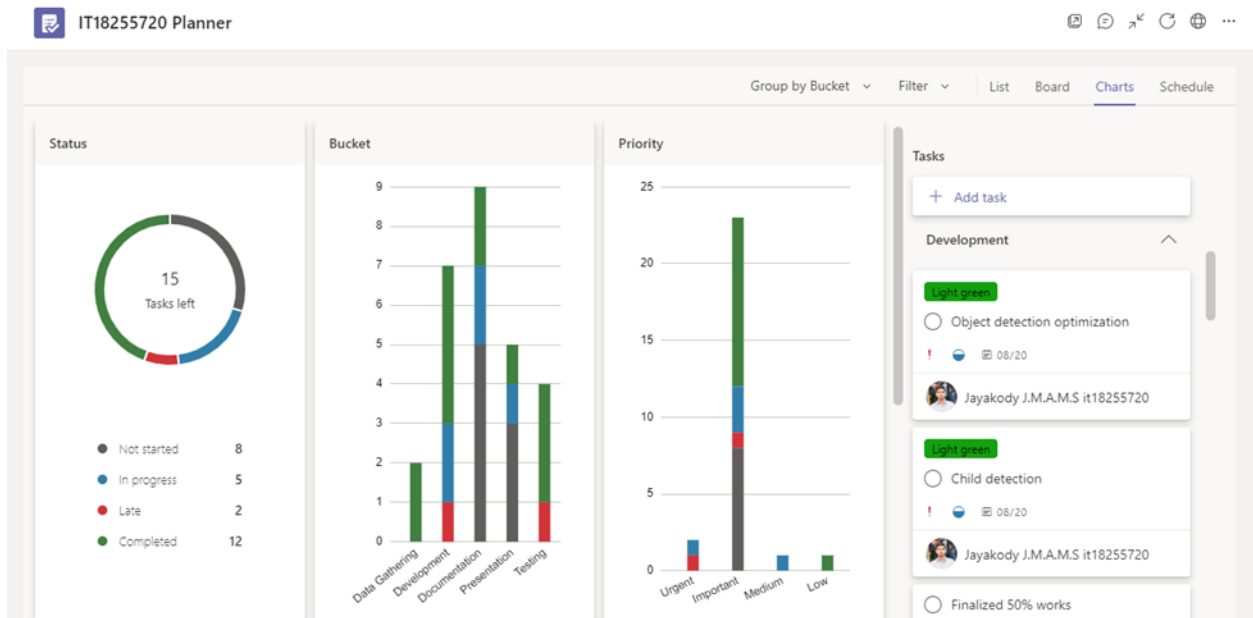 IT18255720 Planner
Group by Bucket
Filter
List
Board
Charts
Schedule
Status
15
Tasks left
Not started 8
In progress 5
Late 2
Completed 12
Bucket
9
8
7
6
5
4
3
2
1
0
Data Gathering
Development
Documentation
Presentation
Testing
Priority
25
20
15
10
5
0
Urgent
Important
Medium
Low
Tasks
+ Add task
Development
Light green
Object detection optimization
! 08/20
Jayakody J.M.A.M.S it18255720
Light green
Child detection
! 08/20
Jayakody J.M.A.M.S it18255720
Finalized 50% works